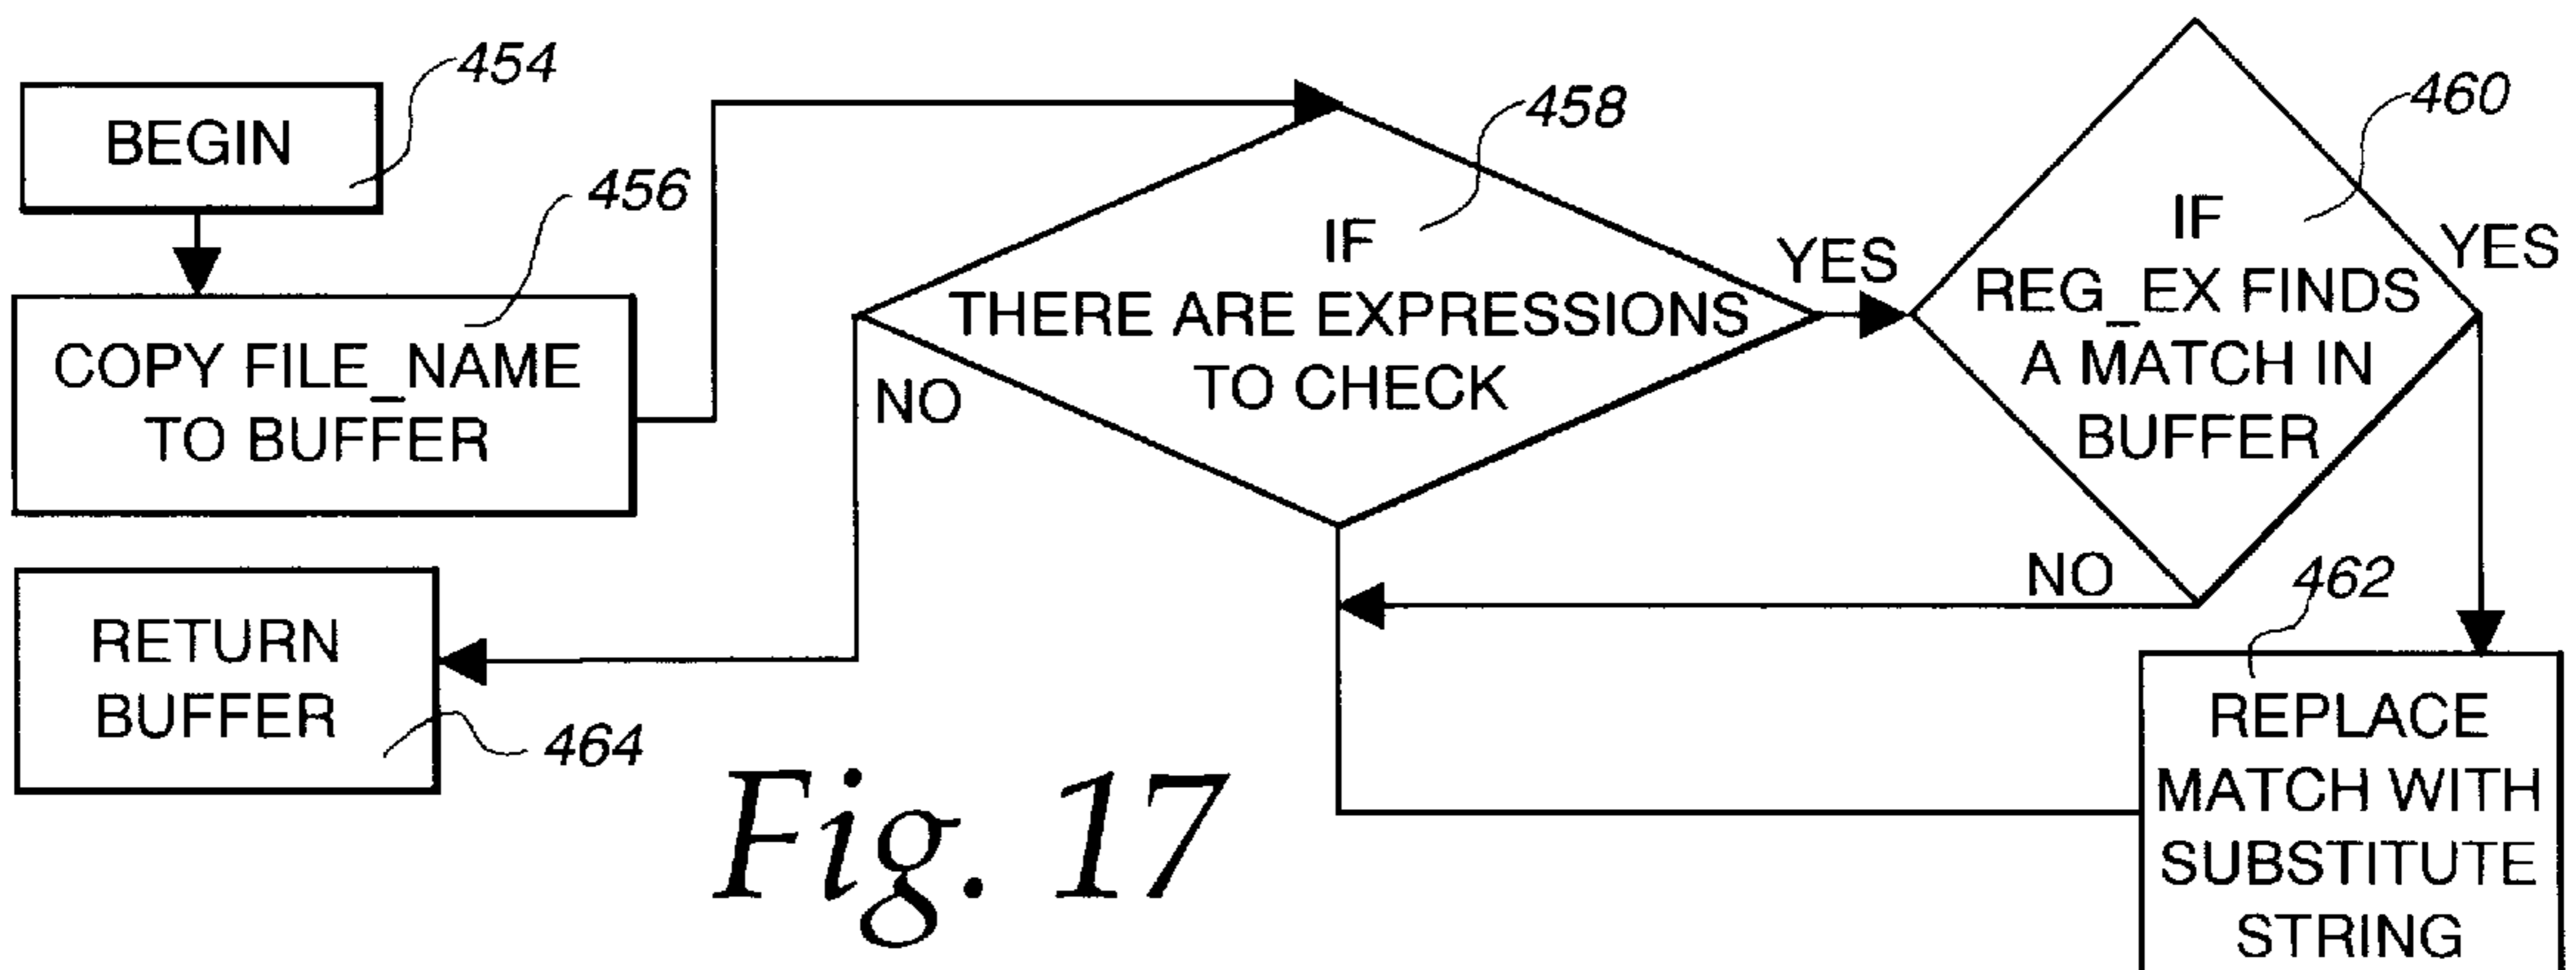 454
BEGIN
456
COPY FILE_NAME
TO BUFFER
458
IF
THERE ARE EXPRESSIONS
TO CHECK
YES
NO
460
IF
REG_EX FINDS
A MATCH IN
BUFFER
YES
NO
462
REPLACE
MATCH WITH
SUBSTITUTE
STRING
RETURN
BUFFER
464
Fig. 17